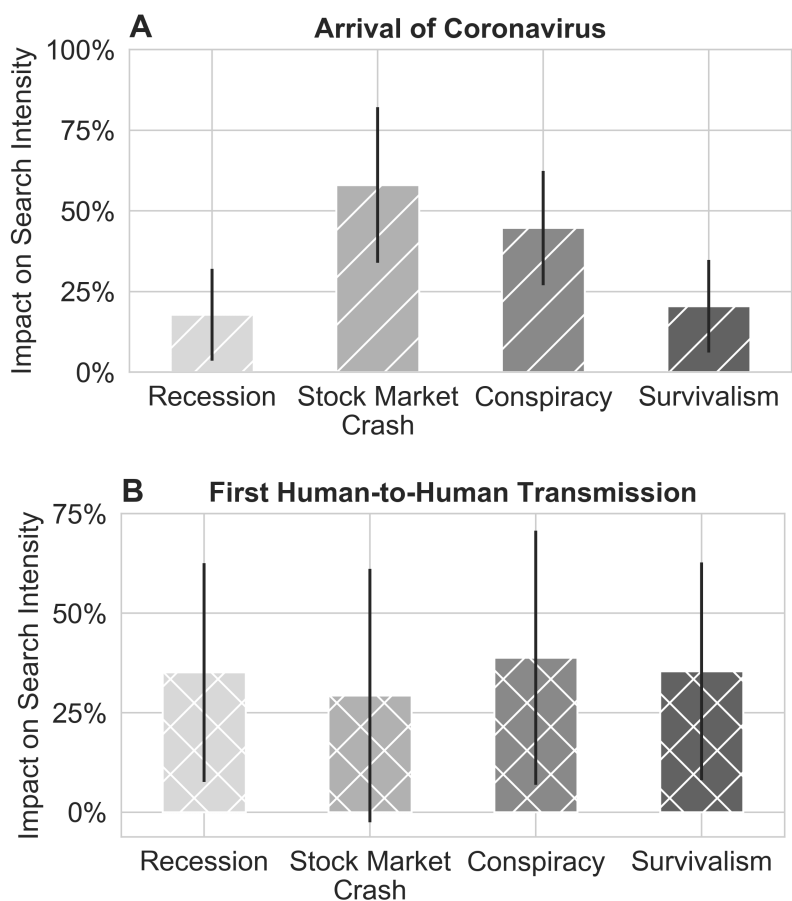 A
Arrival of Coronavirus
Impact on Search Intensity
100%
75%
50%
25%
0%
Recession
Stock Market
Crash
Conspiracy
Survivalism
B
First Human-to-Human Transmission
Impact on Search Intensity
75%
50%
25%
0%
Recession
Stock Market
Crash
Conspiracy
Survivalism